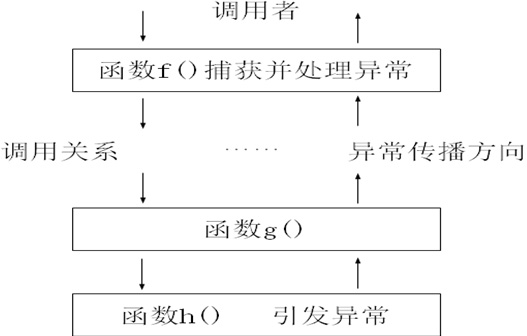 调用者
函数f()捕获并处理异常
调用关系 …… 异常传播方向
函数g()
函数h() 引发异常